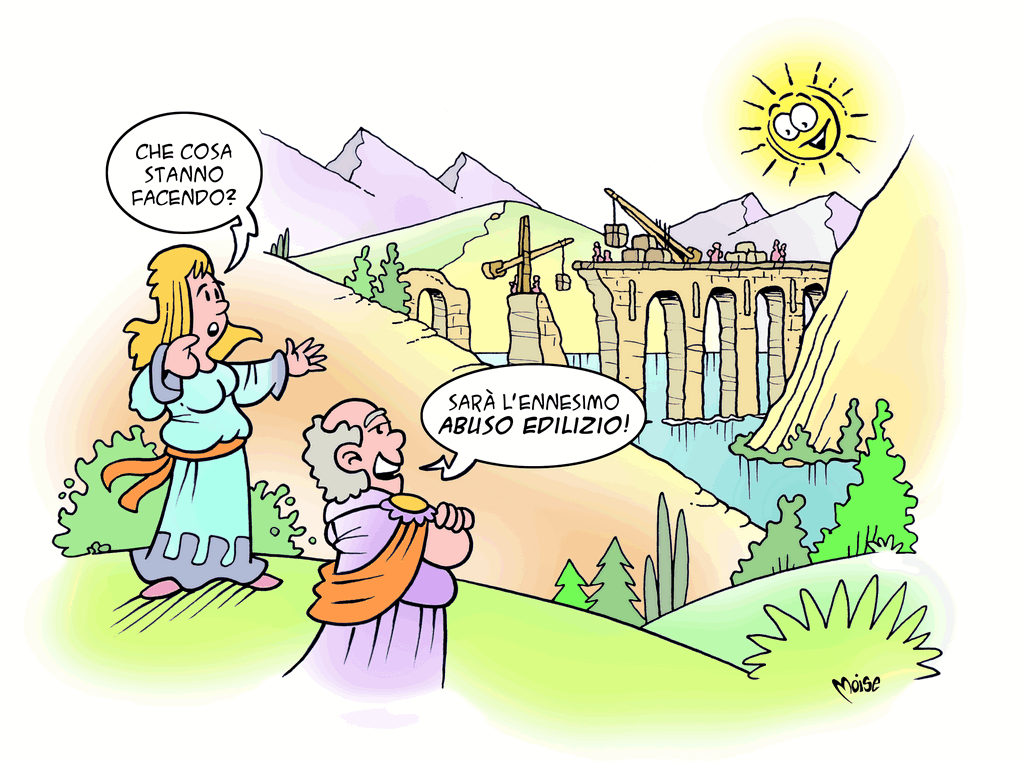 CHE COSA
STANNO
FACENDO?
SARÀ L'ENNESIMO
ABUSO EDILIZIO!
Moise